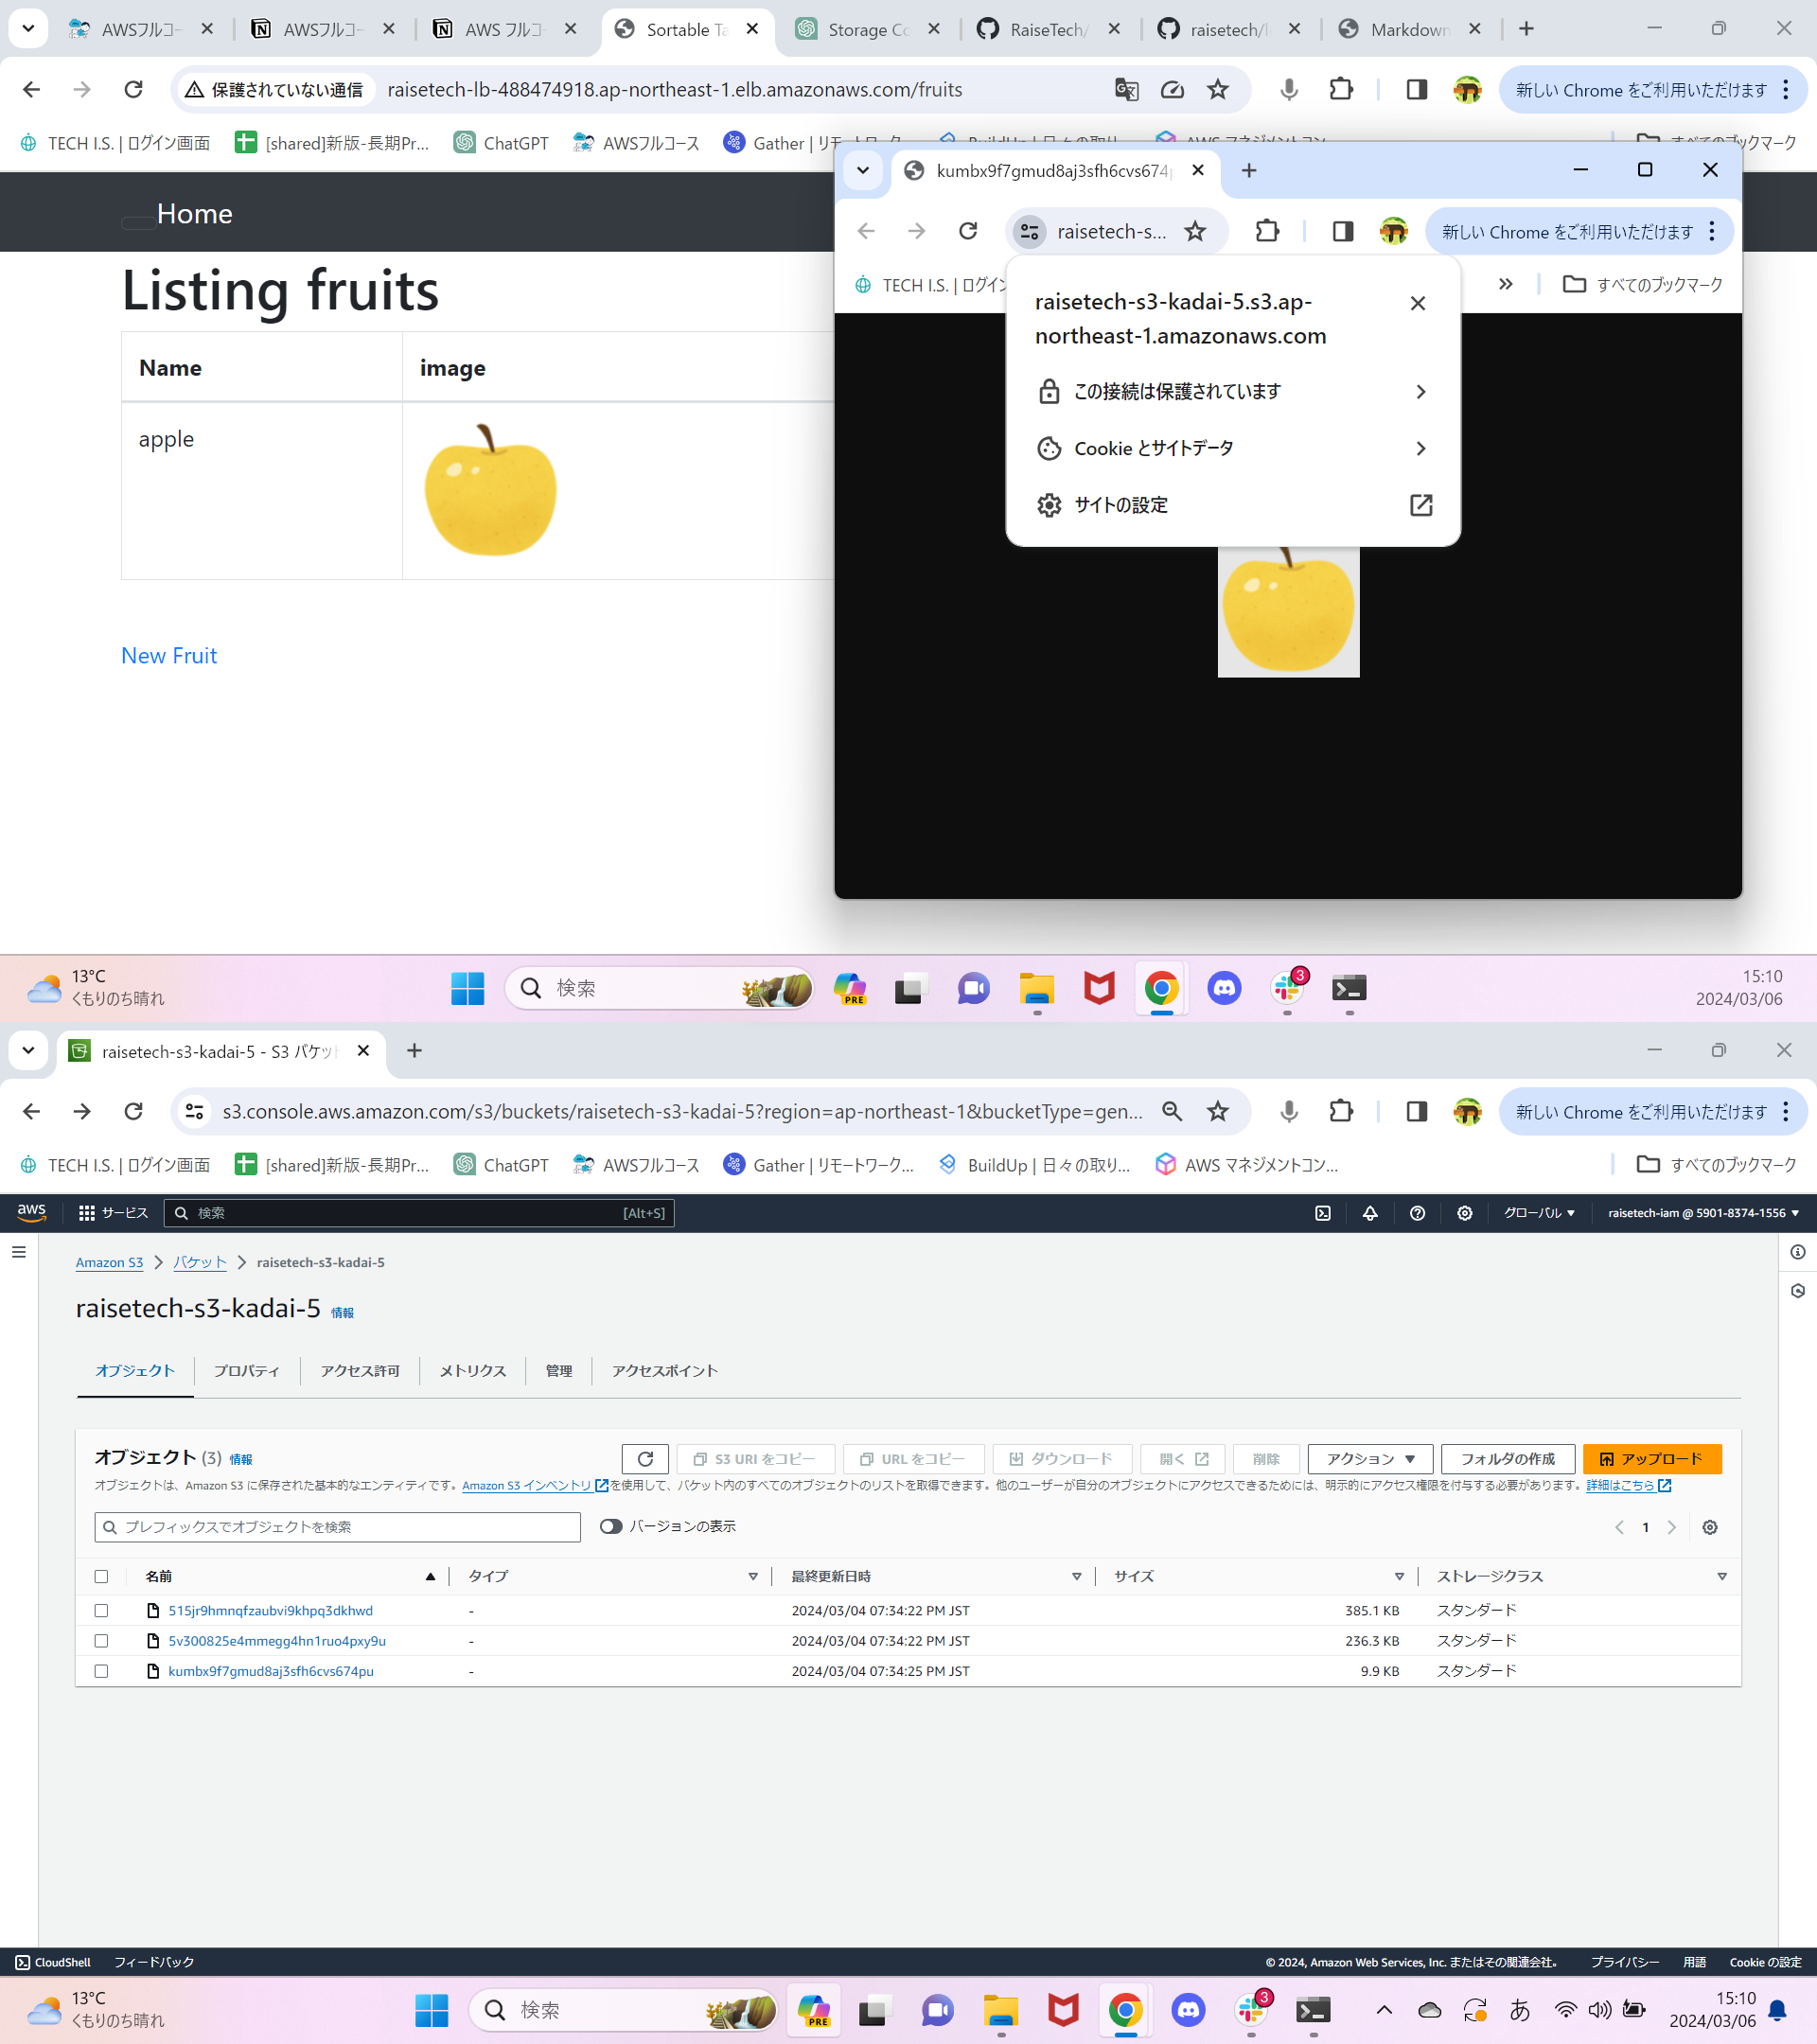 AWSフルコー
AWSフルコー
AWS フルコー
Sortable Ta
Storage Co
RaiseTech/
raisetech/l
Markdown
保護されていない通信
raisetech-lb-488474918.ap-northeast-1.elb.amazonaws.com/fruits
新しい Chrome をご利用いただけます
TECH I.S. | ログイン画面
[shared]新版-長期Pr...
ChatGPT
AWSフルコース
Gather | リモートワーク
BuildUp | 日々の取り
AWS マネジメントコン
すべてのブックマーク
Home
Listing fruits
Name
image
apple
New Fruit
kumbx9f7gmud8aj3sfh6cvs674p
raisetech-s...
新しい Chrome をご利用いただけます
TECH I.S. | ログイン
すべてのブックマーク
raisetech-s3-kadai-5.s3.ap-
northeast-1.amazonaws.com
この接続は保護されています
Cookie とサイトデータ
サイトの設定
13°C
くもりのち晴れ
検索
PRE
3
15:10
2024/03/06
raisetech-s3-kadai-5 - S3 バケット
s3.console.aws.amazon.com/s3/buckets/raisetech-s3-kadai-5?region=ap-northeast-1&bucketType=gen...
新しい Chrome をご利用いただけます
TECH I.S. | ログイン画面
[shared]新版-長期Pr...
ChatGPT
AWSフルコース
Gather | リモートワーク...
BuildUp | 日々の取り...
AWS マネジメントコン...
すべてのブックマーク
aws
サービス
検索
[Alt+S]
グローバル
raisetech-iam @ 5901-8374-1556
Amazon S3
バケット
raisetech-s3-kadai-5
raisetech-s3-kadai-5 情報
オブジェクト
プロパティ
アクセス許可
メトリクス
管理
アクセスポイント
オブジェクト (3) 情報
S3 URI をコピー
URL をコピー
ダウンロード
開く
削除
アクション
フォルダの作成
アップロード
オブジェクトは、Amazon S3 に保存された基本的なエンティティです。Amazon S3 インベントリ を使用して、バケット内のすべてのオブジェクトのリストを取得できます。他のユーザーが自分のオブジェクトにアクセスできるためには、明示的にアクセス権限を付与する必要があります。詳細はこちら
プレフィックスでオブジェクトを検索
バージョンの表示
1
名前
タイプ
最終更新日時
サイズ
ストレージクラス
515jr9hmnqfzaubvi9khpq3dkhwd - 2024/03/04 07:34:22 PM JST 385.1 KB スタンダード
5v300825e4mmegg4hn1ruo4pxy9u - 2024/03/04 07:34:22 PM JST 236.3 KB スタンダード
kumbx9f7gmud8aj3sfh6cvs674pu - 2024/03/04 07:34:25 PM JST 9.9 KB スタンダード
CloudShell
フィードバック
© 2024, Amazon Web Services, Inc. またはその関連会社。
プライバシー
用語
Cookie の設定
13°C
くもりのち晴れ
検索
PRE
3
あ
15:10
2024/03/06